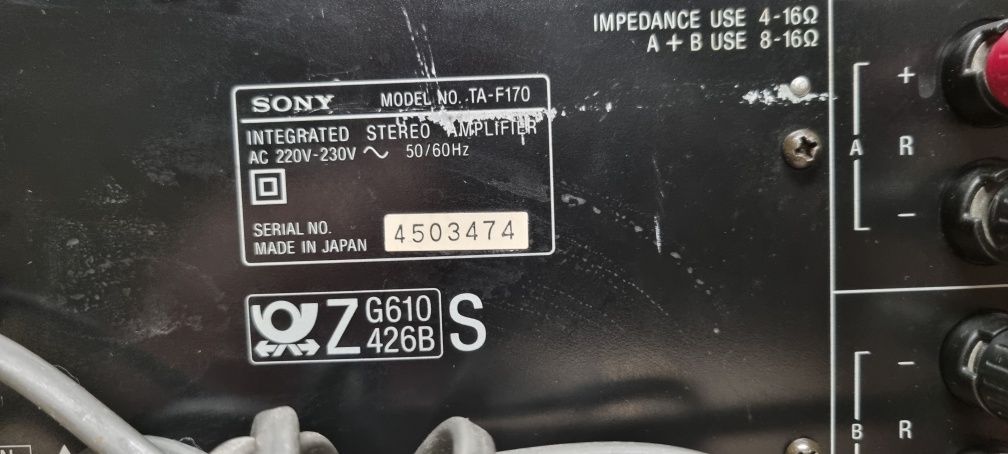 IMPEDANCE USE 4-16Ω
A + B USE 8-16Ω
SONY MODEL NO. TA-F170
INTEGRATED STEREO AMPLIFIER
AC 220V-230V ~ 50/60Hz
SERIAL NO. 4503474
MADE IN JAPAN
Z G610 S
426B
+
A R
−
−
B R